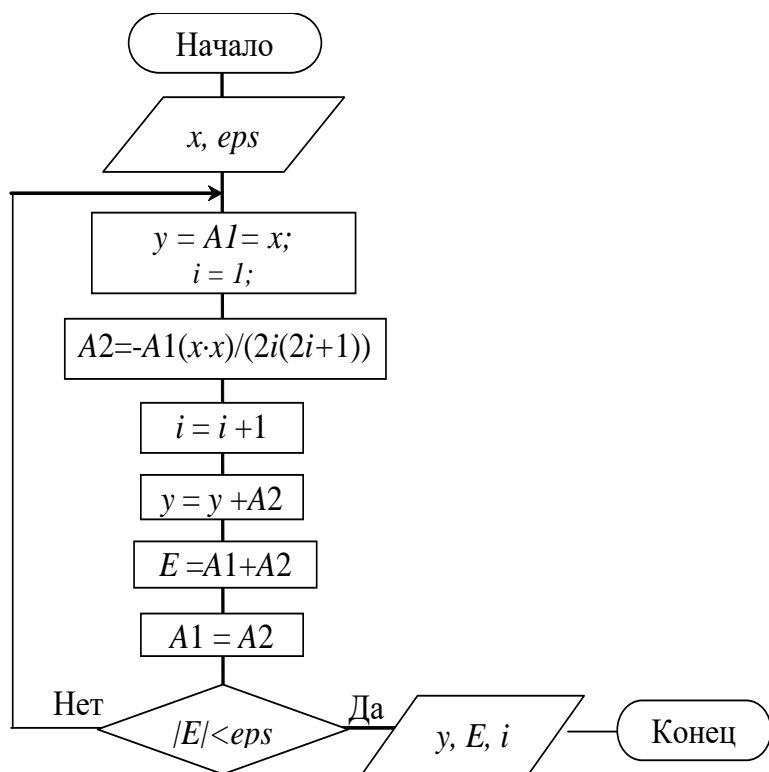 Начало
x, eps
y = A1= x;
i = 1;
A2=-A1(x·x)/(2i(2i+1))
i = i +1
y = y +A2
E =A1+A2
A1 = A2
Нет
|E|<eps
Да
y, E, i
Конец